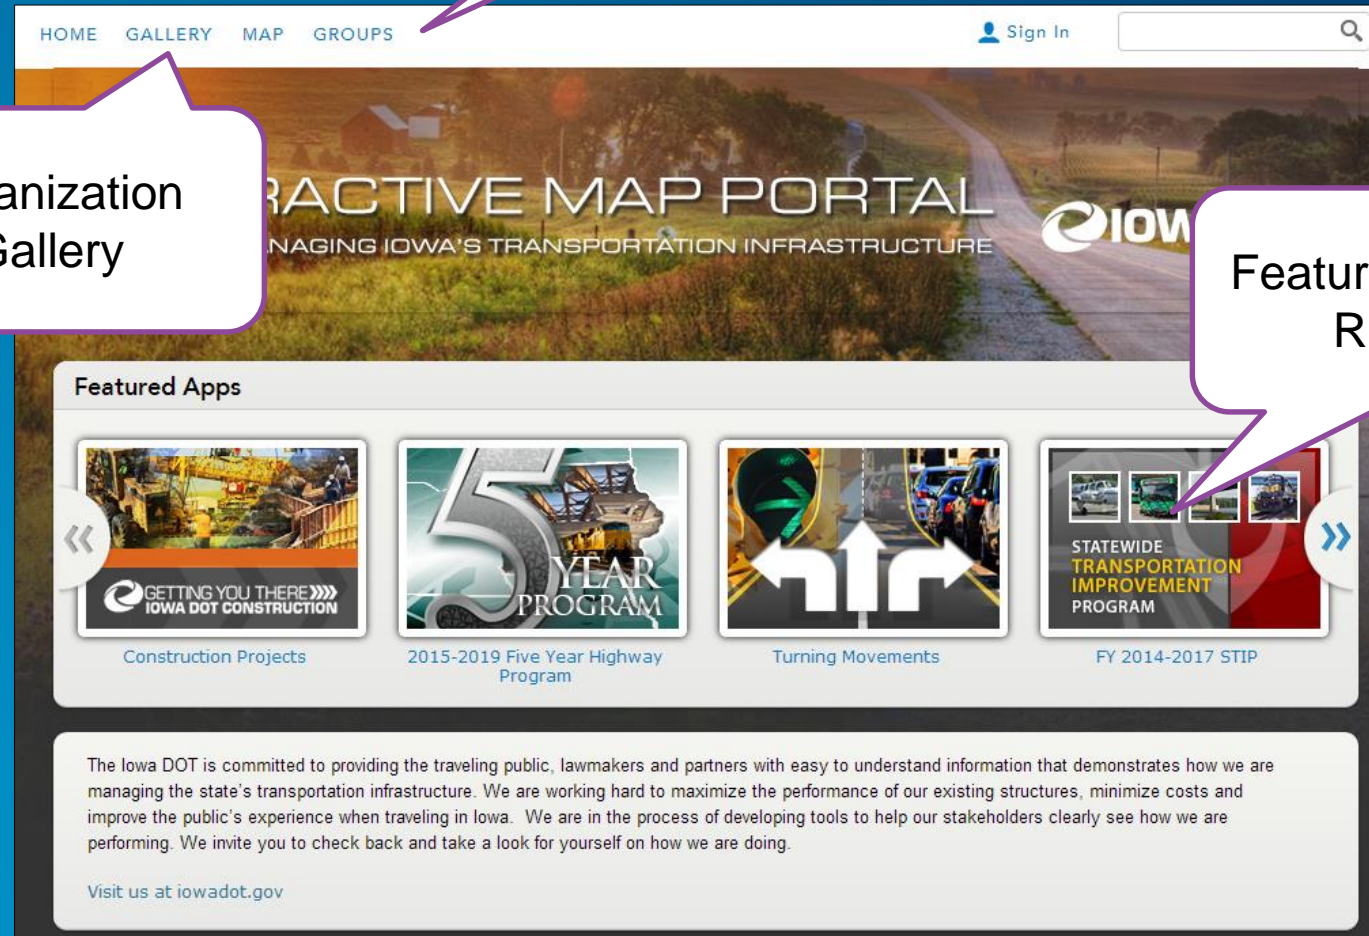 HOME GALLERY MAP GROUPS
Sign In
anization
Gallery
RACTIVE MAP PORTAL
NAGING IOWA'S TRANSPORTATION INFRASTRUCTURE
IOW
Featur
R
Featured Apps
GETTING YOU THERE
IOWA DOT CONSTRUCTION
5 YEAR
PROGRAM
STATEWIDE
TRANSPORTATION
IMPROVEMENT
PROGRAM
Construction Projects
2015-2019 Five Year Highway
Program
Turning Movements
FY 2014-2017 STIP
The Iowa DOT is committed to providing the traveling public, lawmakers and partners with easy to understand information that demonstrates how we are
managing the state's transportation infrastructure. We are working hard to maximize the performance of our existing structures, minimize costs and
improve the public's experience when traveling in Iowa. We are in the process of developing tools to help our stakeholders clearly see how we are
performing. We invite you to check back and take a look for yourself on how we are doing.
Visit us at iowadot.gov